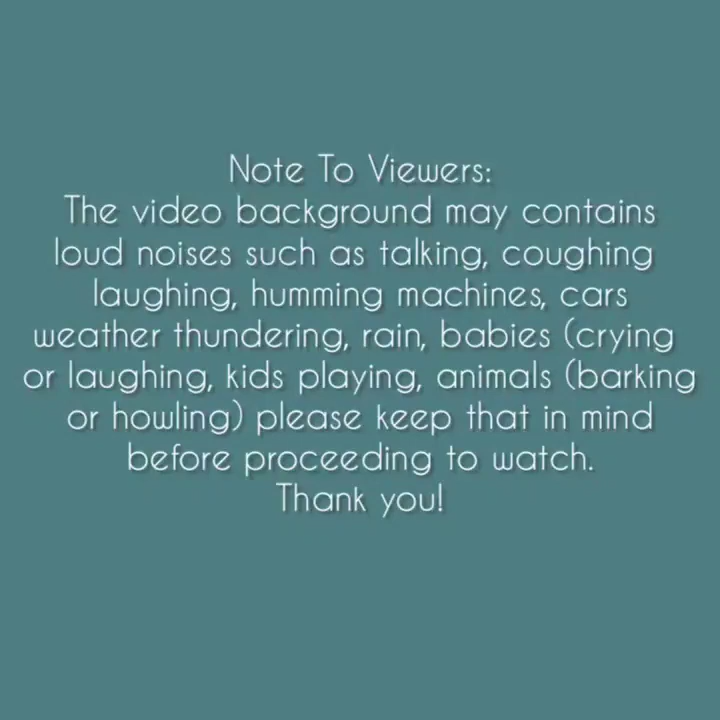 Note To Viewers:
The video background may contains
loud noises such as talking, coughing
laughing, humming machines, cars
weather thundering, rain, babies (crying
or laughing, kids playing, animals (barking
or howling) please keep that in mind
before proceeding to watch.
Thank you!